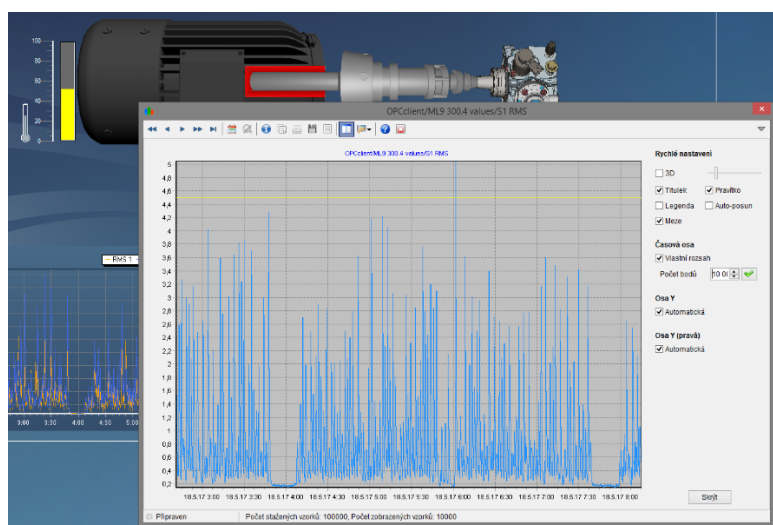 100
80
60
40
20
0
OPCclient/ML9 300.4 values/S1 RMS
OPCclient/ML9 300.4 values/S1 RMS
5
4,8
4,6
4,4
4,2
4
3,8
3,6
3,4
3,2
3
2,8
2,6
2,4
2,2
2
1,8
1,6
1,4
1,2
1
0,8
0,6
0,4
0,2
18.5.17 3:00 18.5.17 3:30 18.5.17 4:00 18.5.17 4:30 18.5.17 5:00 18.5.17 5:30 18.5.17 6:00 18.5.17 6:30 18.5.17 7:00 18.5.17 7:30 18.5.17 8:00
Rychlé nastavení
3D
Titulek Pravítko
Legenda Auto-posun
Meze
Časová osa
Vlastní rozsah
Počet bodů
Osa Y
Automatická
Osa Y (pravá)
Automatická
Skrýt
RMS 1
3:00 3:30 4:00 4:30 5:00
Připraven Počet stažených vzorků: 100000, Počet zobrazených vzorků: 10000